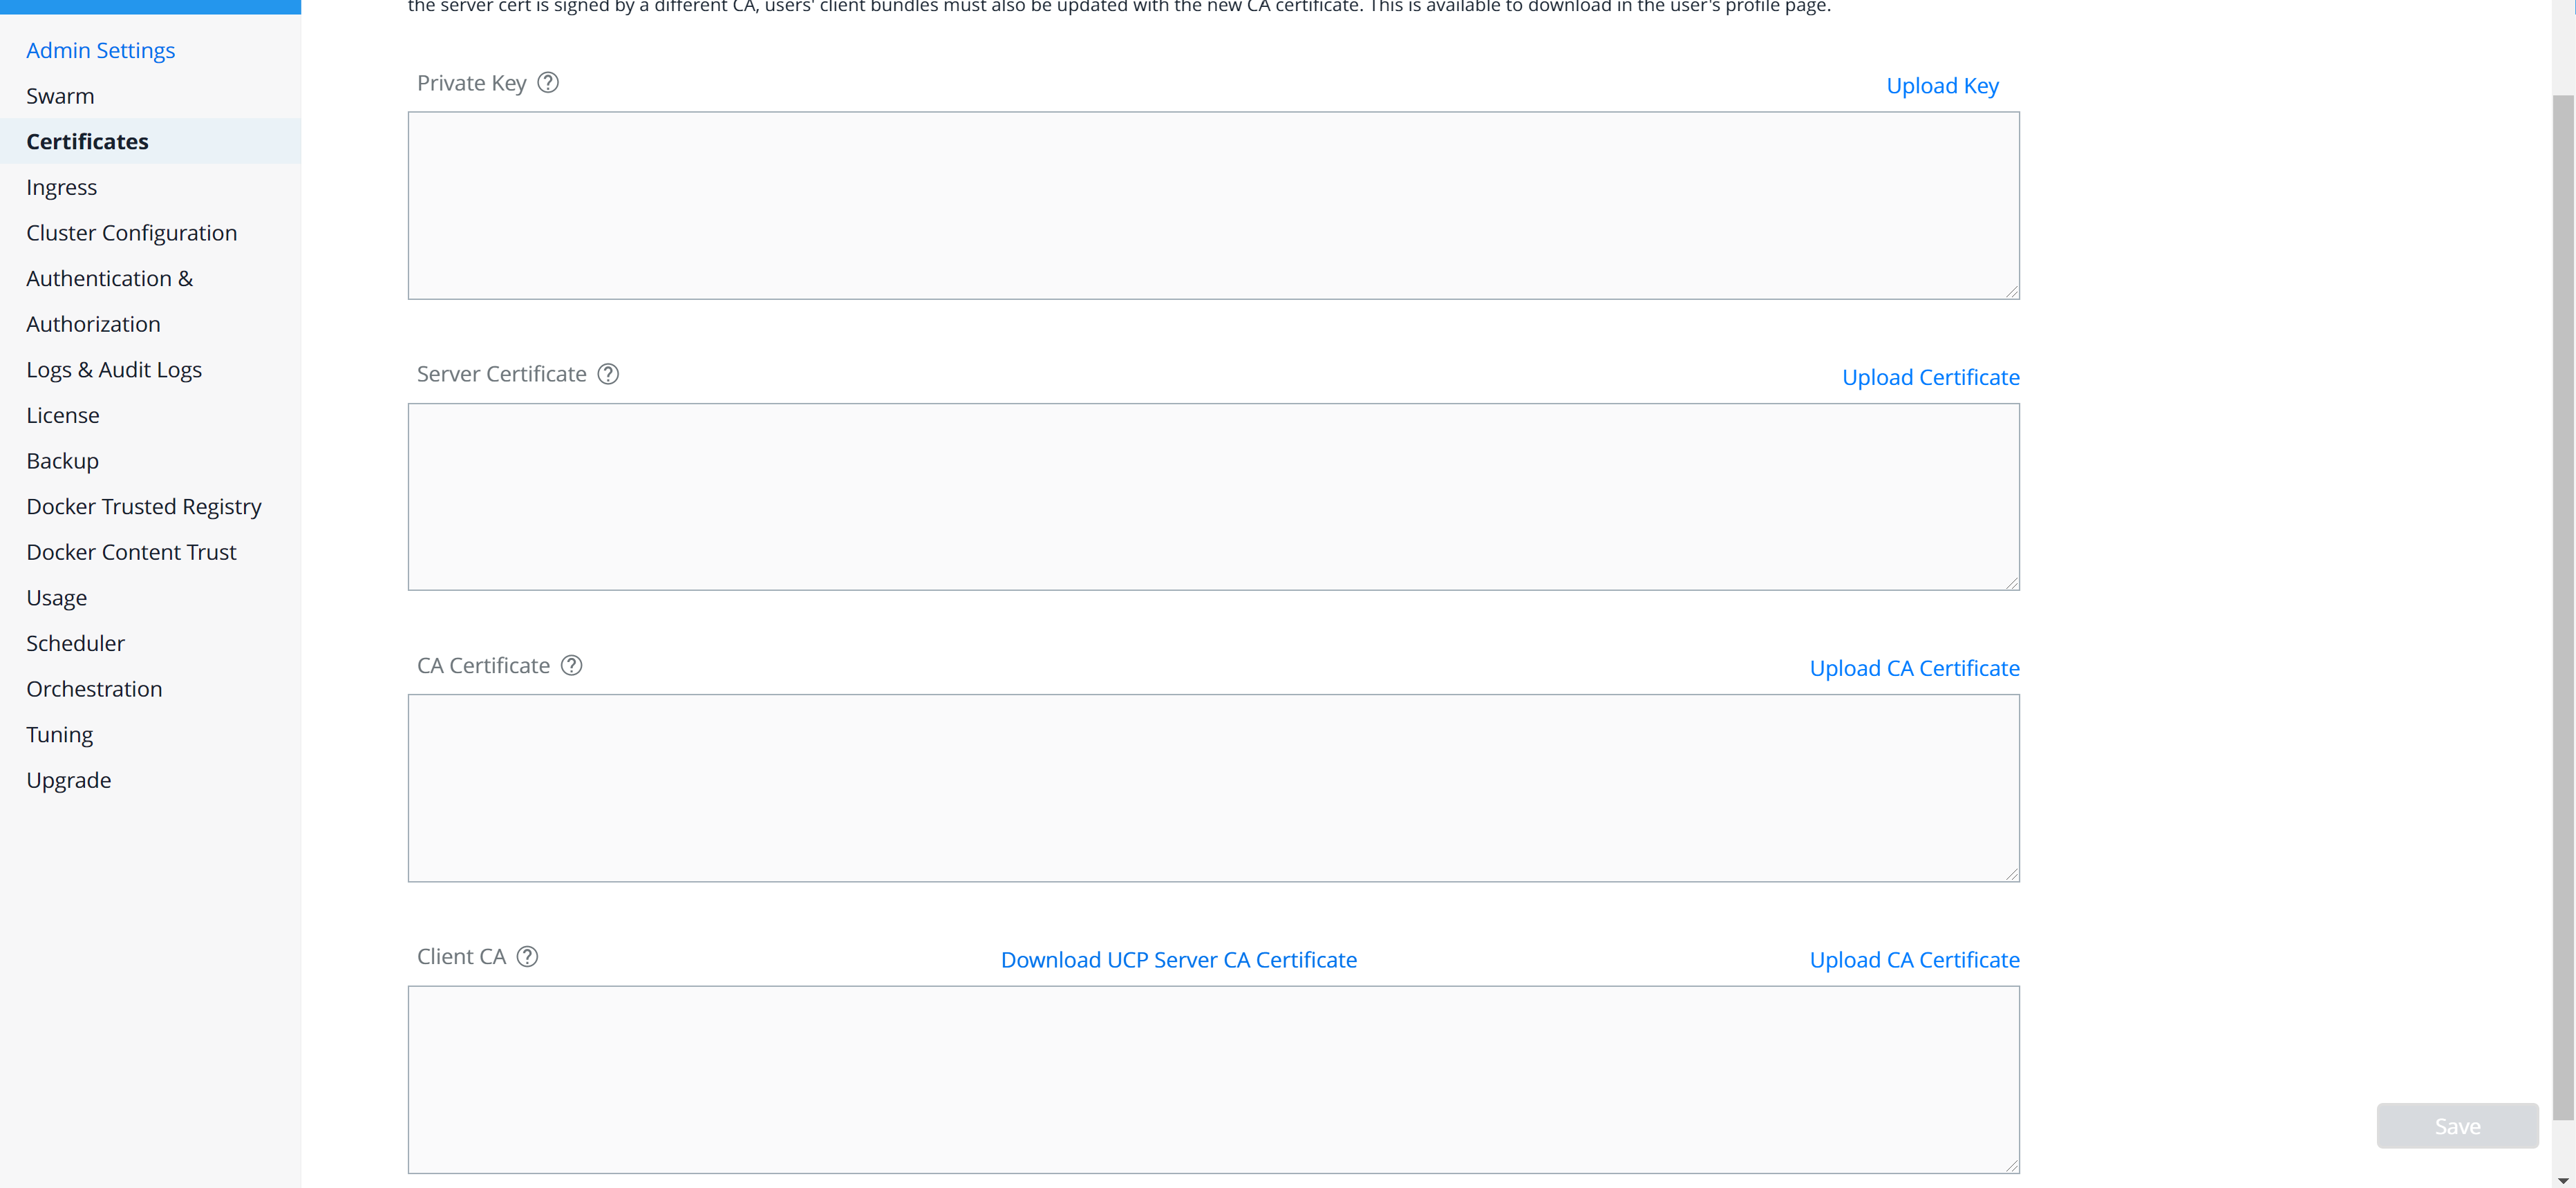 the server cert is signed by a different CA, users' client bundles must also be updated with the new CA certificate. This is available to download in the user's profile page.
Admin Settings
Swarm
Certificates
Ingress
Cluster Configuration
Authentication &
Authorization
Logs & Audit Logs
License
Backup
Docker Trusted Registry
Docker Content Trust
Usage
Scheduler
Orchestration
Tuning
Upgrade
Private Key ?
Upload Key
Server Certificate ?
Upload Certificate
CA Certificate ?
Upload CA Certificate
Client CA ?
Download UCP Server CA Certificate
Upload CA Certificate
Save